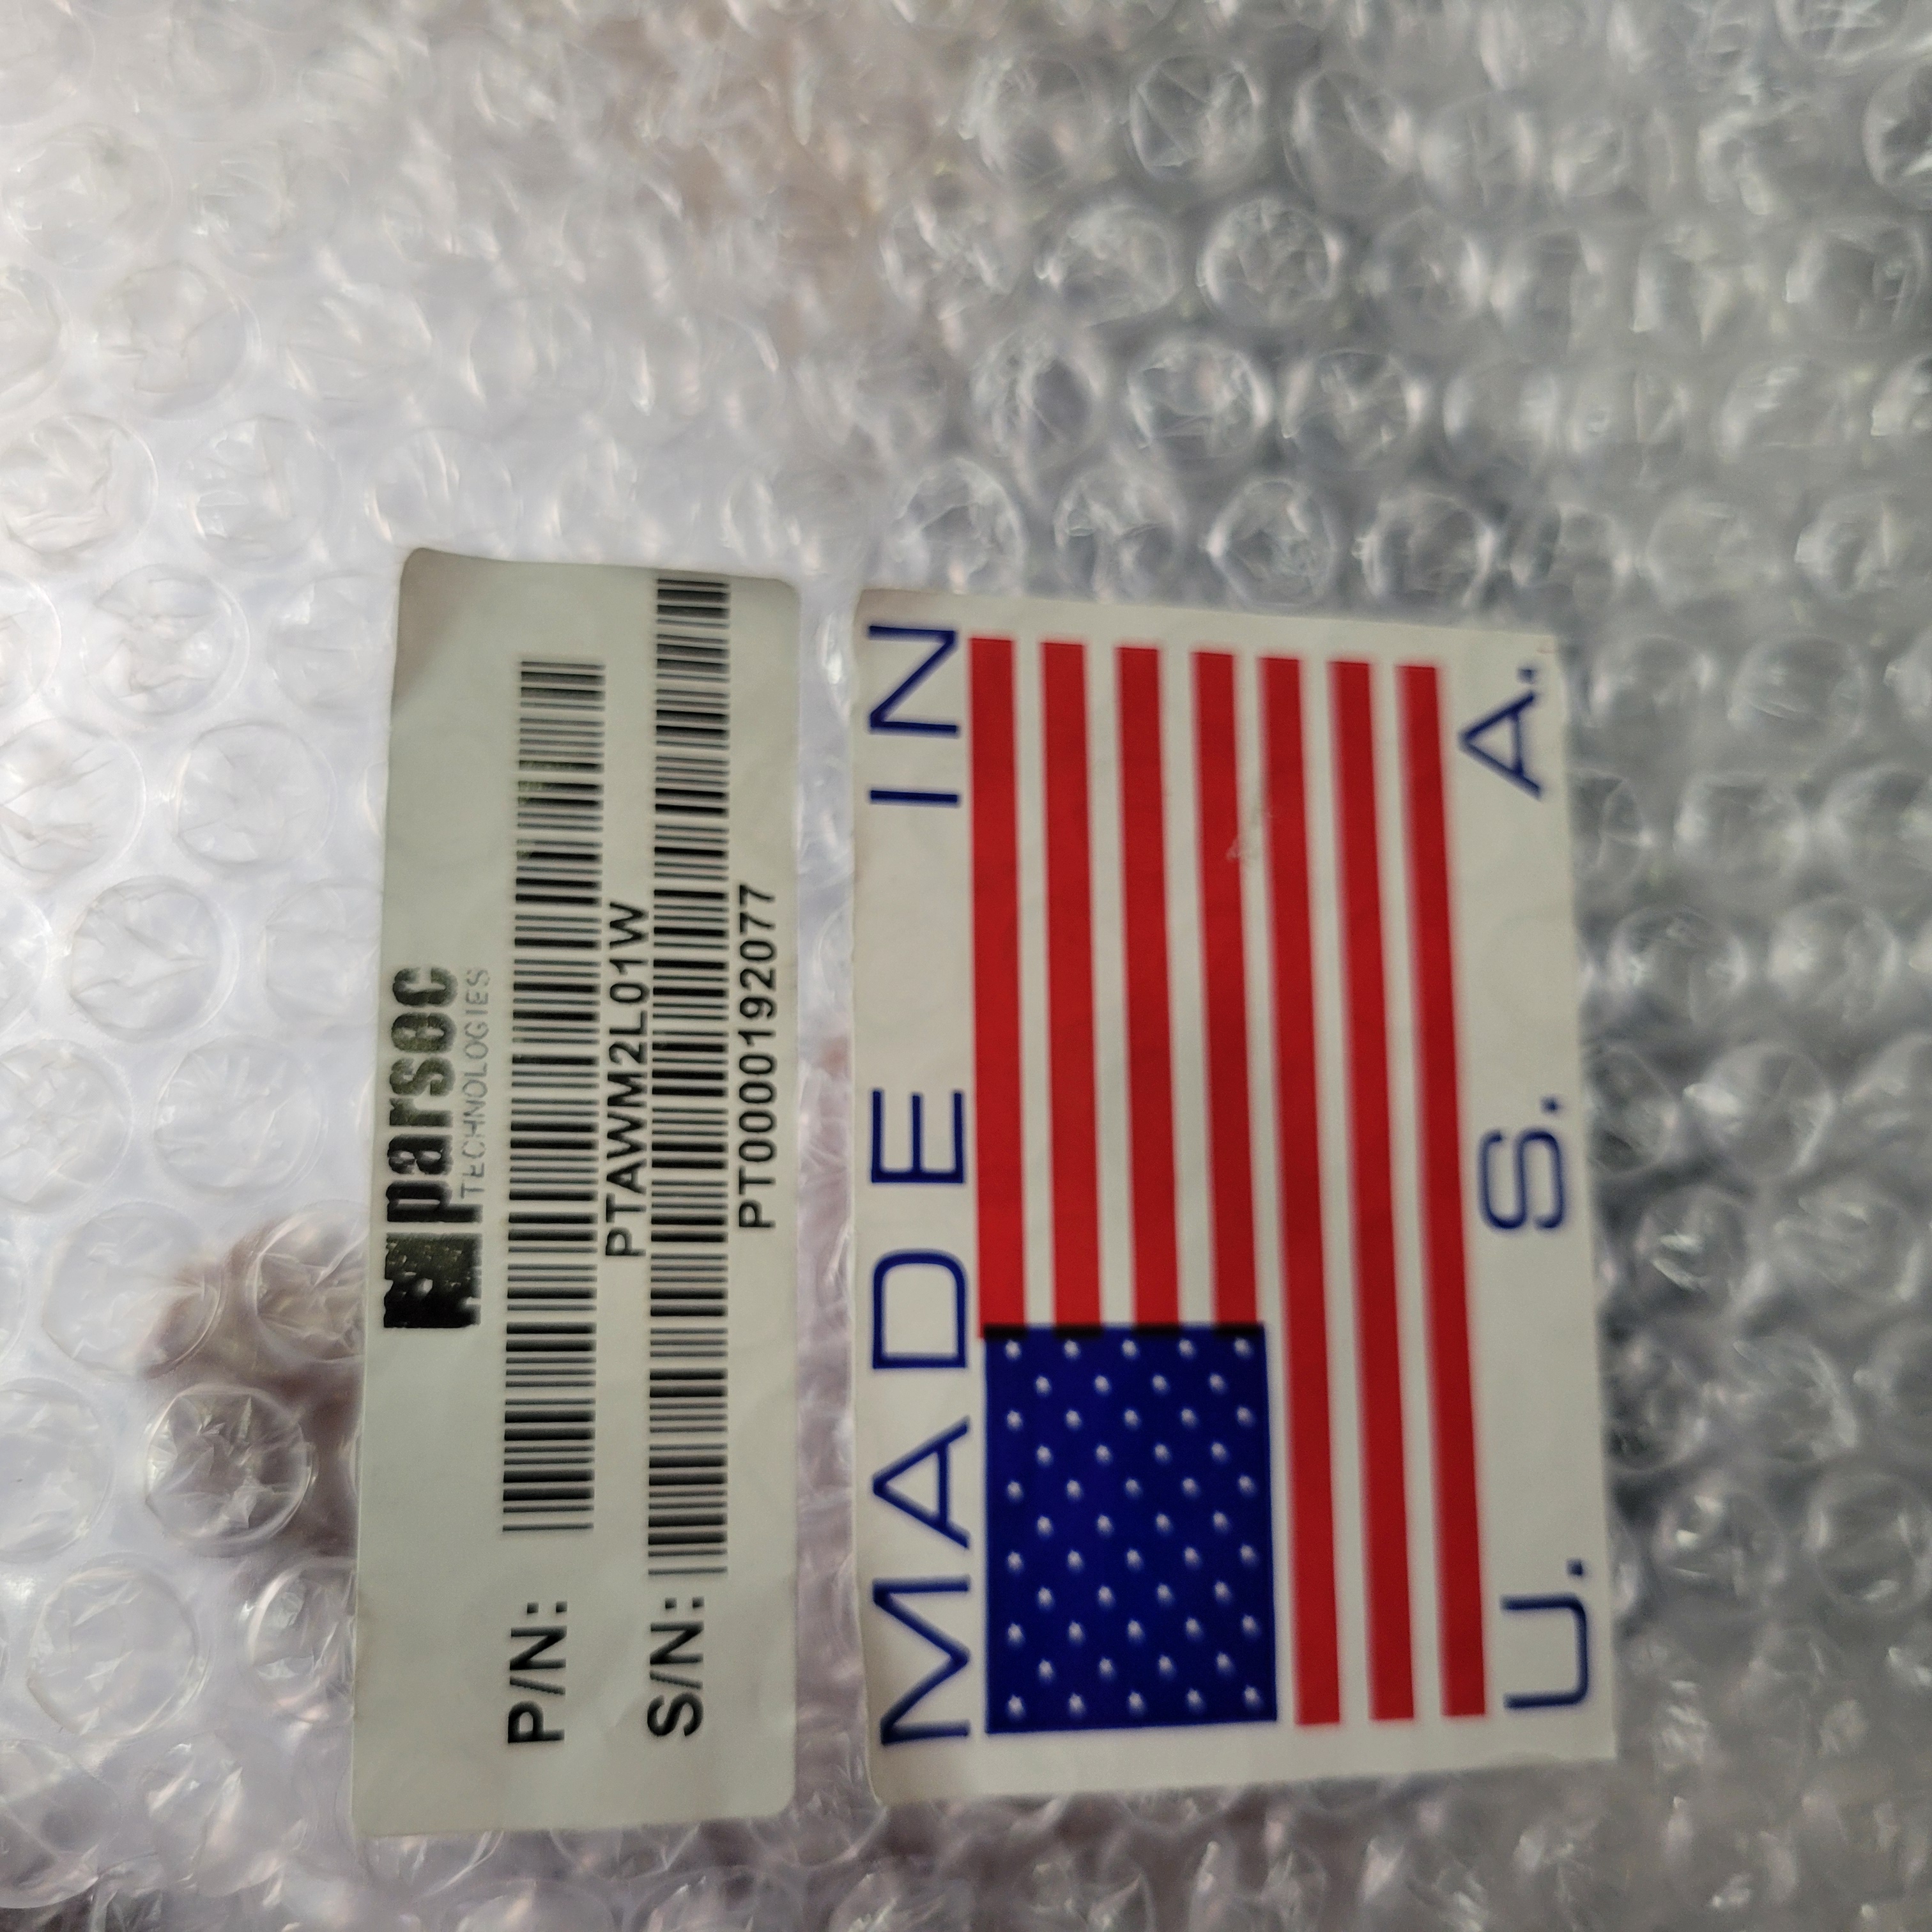 parsec
TECHNOLOGIES
P/N:
PTAWM2L01W
S/N:
PT0000192077
MADE IN
U. S. A.